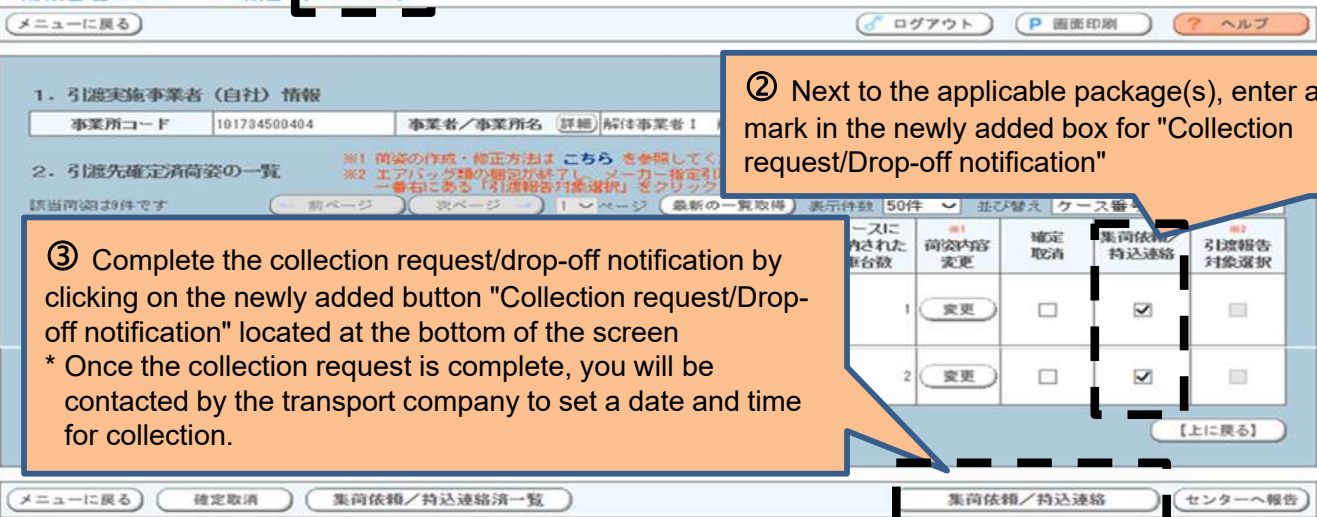 メニューに戻る
ログアウト
P 画面印刷
? ヘルプ
② Next to the applicable package(s), enter a
mark in the newly added box for "Collection
request/Drop-off notification"
1. 引渡実施事業者（自社）情報
事業所コード 101734500404 事業者／事業所名 詳細 解体事業者Ⅰ
2. 引渡先確定済荷姿の一覧
※1 荷姿の作成・修正方法は こちら を参照してく
※2 エアバッグ類の梱包が終了し、メーカー指定引
一番右にある「引渡報告対象選択」をクリック
該当荷姿は9件です
前ページ 次ページ 1 ページ 最新の一覧取得 表示件数 50件 並び替え ケース番号
③ Complete the collection request/drop-off notification by
clicking on the newly added button "Collection request/Drop-
off notification" located at the bottom of the screen
* Once the collection request is complete, you will be
contacted by the transport company to set a date and time
for collection.
※1
荷姿内容
変更
確定
取消
集荷依頼／
持込連絡
※2
引渡報告
対象選択
1 変更
2 変更
【上に戻る】
メニューに戻る 確定取消 集荷依頼／持込連絡済一覧 集荷依頼／持込連絡 センターへ報告